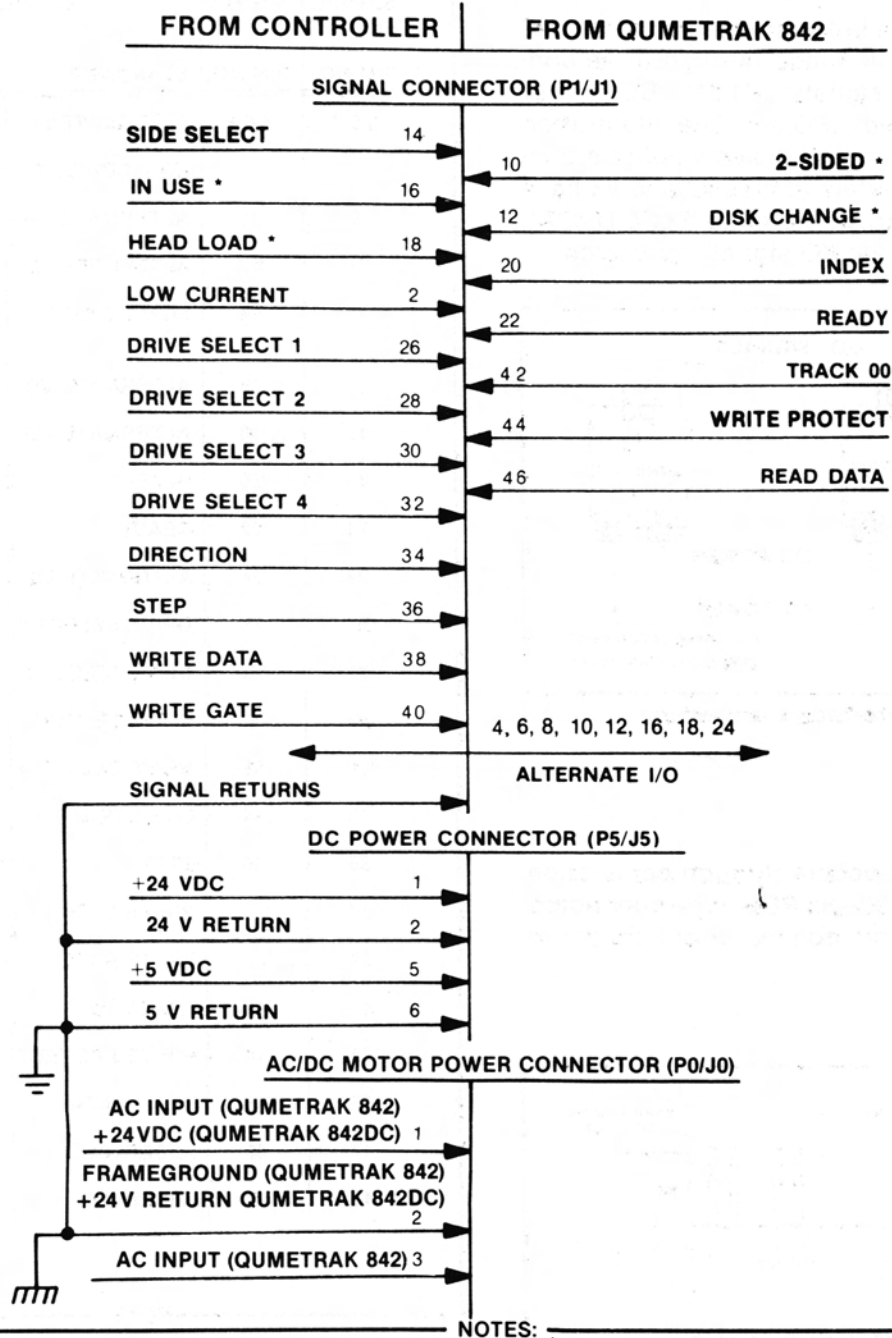 FROM CONTROLLER FROM QUMETRAK 842
SIGNAL CONNECTOR (P1/J1)
SIDE SELECT 14
10 2-SIDED *
IN USE * 16
12 DISK CHANGE *
HEAD LOAD * 18
20 INDEX
LOW CURRENT 2
22 READY
DRIVE SELECT 1 26
42 TRACK 00
DRIVE SELECT 2 28
44 WRITE PROTECT
DRIVE SELECT 3 30
46 READ DATA
DRIVE SELECT 4 32
DIRECTION 34
STEP 36
WRITE DATA 38
WRITE GATE 40
4, 6, 8, 10, 12, 16, 18, 24
ALTERNATE I/O
SIGNAL RETURNS
DC POWER CONNECTOR (P5/J5)
+24 VDC 1
24 V RETURN 2
+5 VDC 5
5 V RETURN 6
AC/DC MOTOR POWER CONNECTOR (P0/J0)
AC INPUT (QUMETRAK 842)
+24VDC (QUMETRAK 842DC) 1
FRAMEGROUND (QUMETRAK 842)
+24V RETURN QUMETRAK 842DC)
2
AC INPUT (QUMETRAK 842) 3
NOTES: